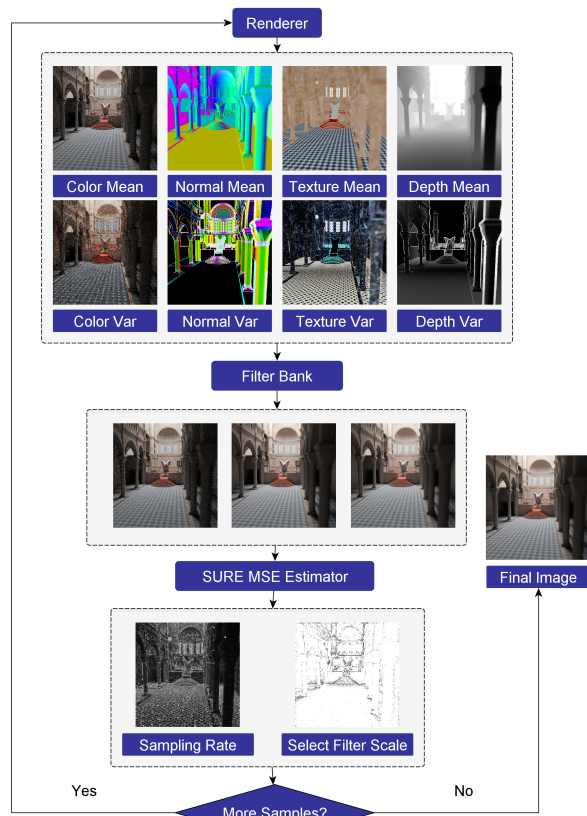 Renderer
Color Mean
Normal Mean
Texture Mean
Depth Mean
Color Var
Normal Var
Texture Var
Depth Var
Filter Bank
SURE MSE Estimator
Final Image
Sampling Rate
Select Filter Scale
Yes
No
More Samples?